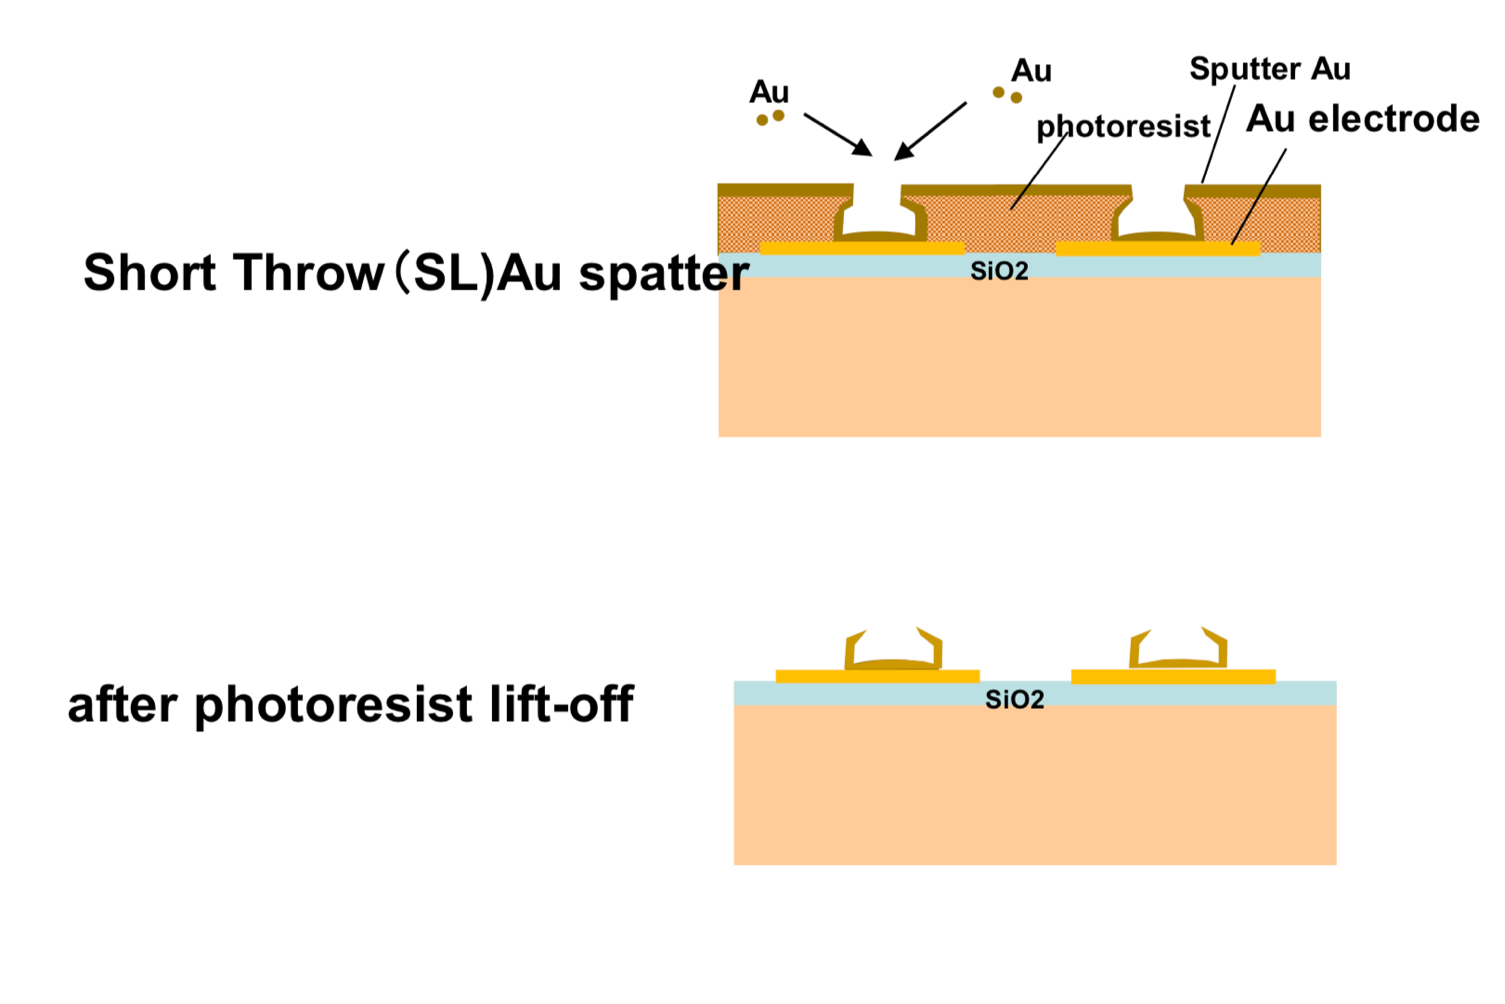 Au
Au
Sputter Au
photoresist
Au electrode
Short Throw（SL)Au spatter
SiO2
after photoresist lift-off
SiO2